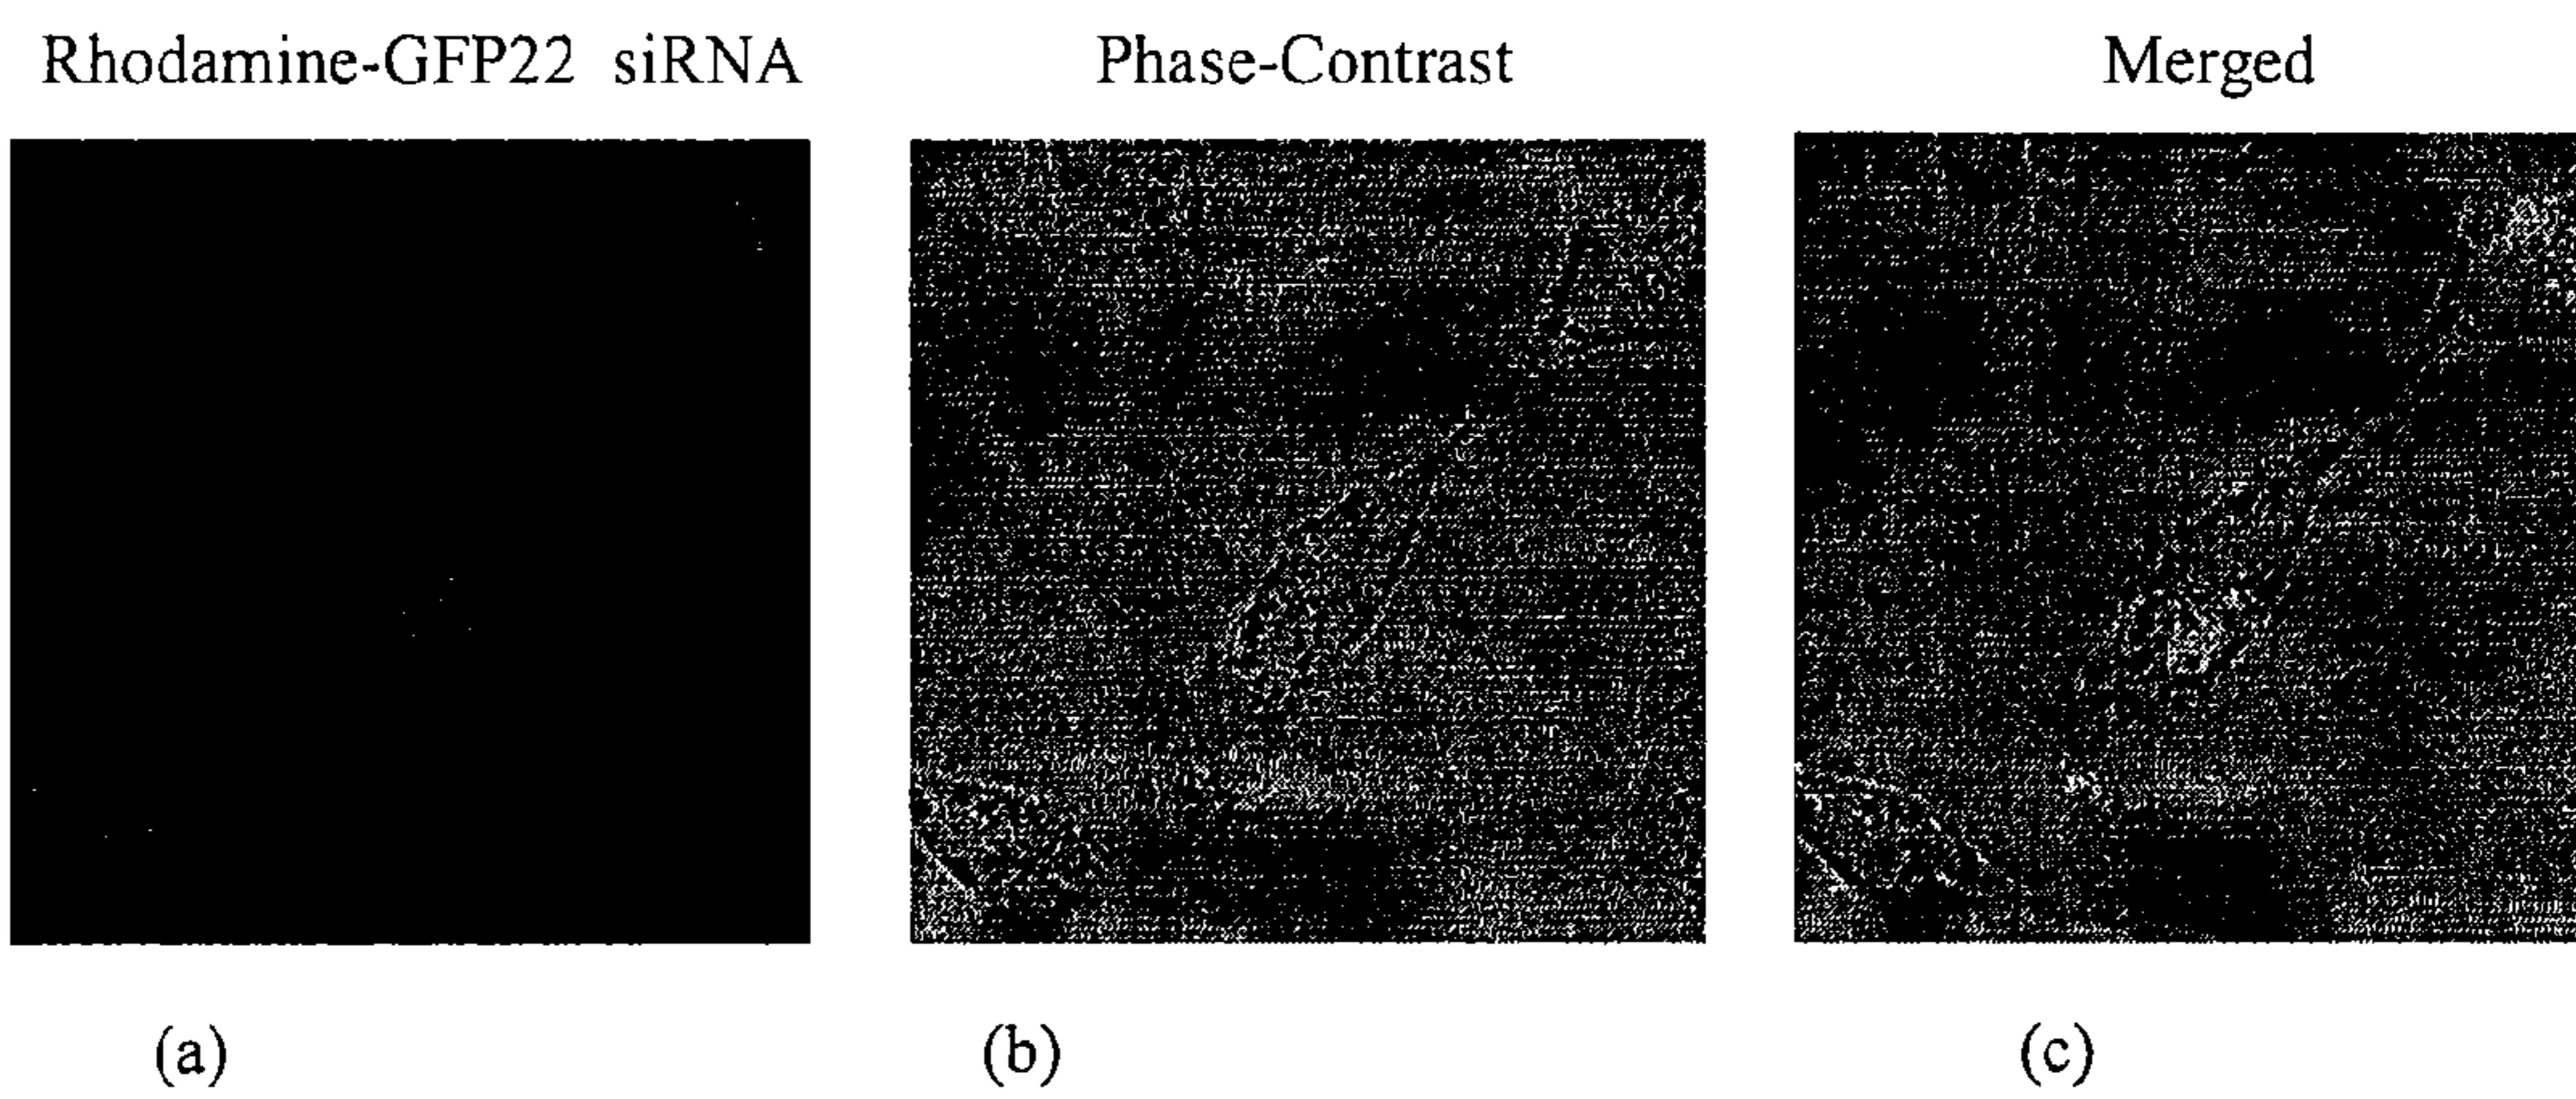 Rhodamine-GFP22 siRNA
Phase-Contrast
Merged
(a)
(b)
(c)